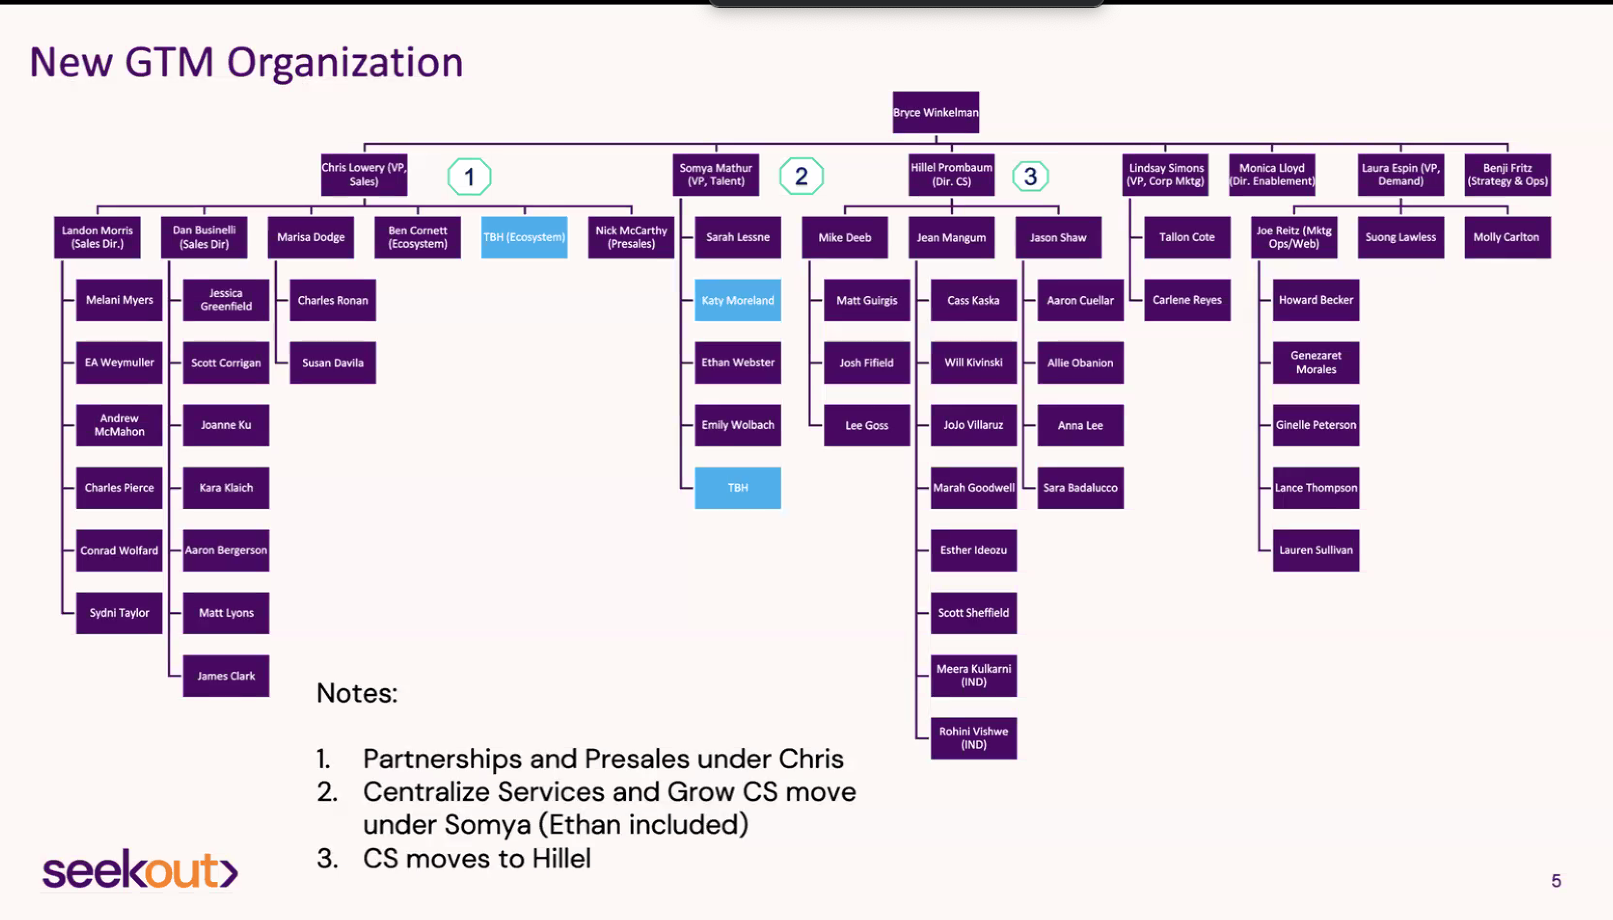 New GTM Organization
Bryce Winkelman
Chris Lowery (VP,
Sales)
1
Somya Mathur
(VP, Talent)
2
Hillel Prombaum
(Dir. CS)
3
Lindsay Simons
(VP, Corp Mktg)
Monica Lloyd
(Dir. Enablement)
Laura Espin (VP,
Demand)
Benji Fritz
(Strategy & Ops)
Landon Morris
(Sales Dir.)
Dan Businelli
(Sales Dir)
Marisa Dodge
Ben Cornett
(Ecosystem)
TBH (Ecosystem)
Nick McCarthy
(Presales)
Sarah Lessne
Mike Deeb
Jean Mangum
Jason Shaw
Tallon Cote
Joe Reitz (Mktg
Ops/Web)
Suong Lawless
Molly Carlton
Melani Myers
Jessica
Greenfield
Charles Ronan
Katy Moreland
Matt Guirgis
Cass Kaska
Aaron Cuellar
Carlene Reyes
Howard Becker
EA Weymuller
Scott Corrigan
Susan Davila
Ethan Webster
Josh Fifield
Will Kivinski
Allie Obanion
Genezaret
Morales
Andrew
McMahon
Joanne Ku
Emily Wolbach
Lee Goss
JoJo Villaruz
Anna Lee
Ginelle Peterson
Charles Pierce
Kara Klaich
TBH
Marah Goodwell
Sara Badalucco
Lance Thompson
Conrad Wolfard
Aaron Bergerson
Esther Ideozu
Lauren Sullivan
Sydni Taylor
Matt Lyons
Scott Sheffield
James Clark
Meera Kulkarni
(IND)
Rohini Vishwe
(IND)
Notes:
1. Partnerships and Presales under Chris
2. Centralize Services and Grow CS move
under Somya (Ethan included)
3. CS moves to Hillel
seekout>
5